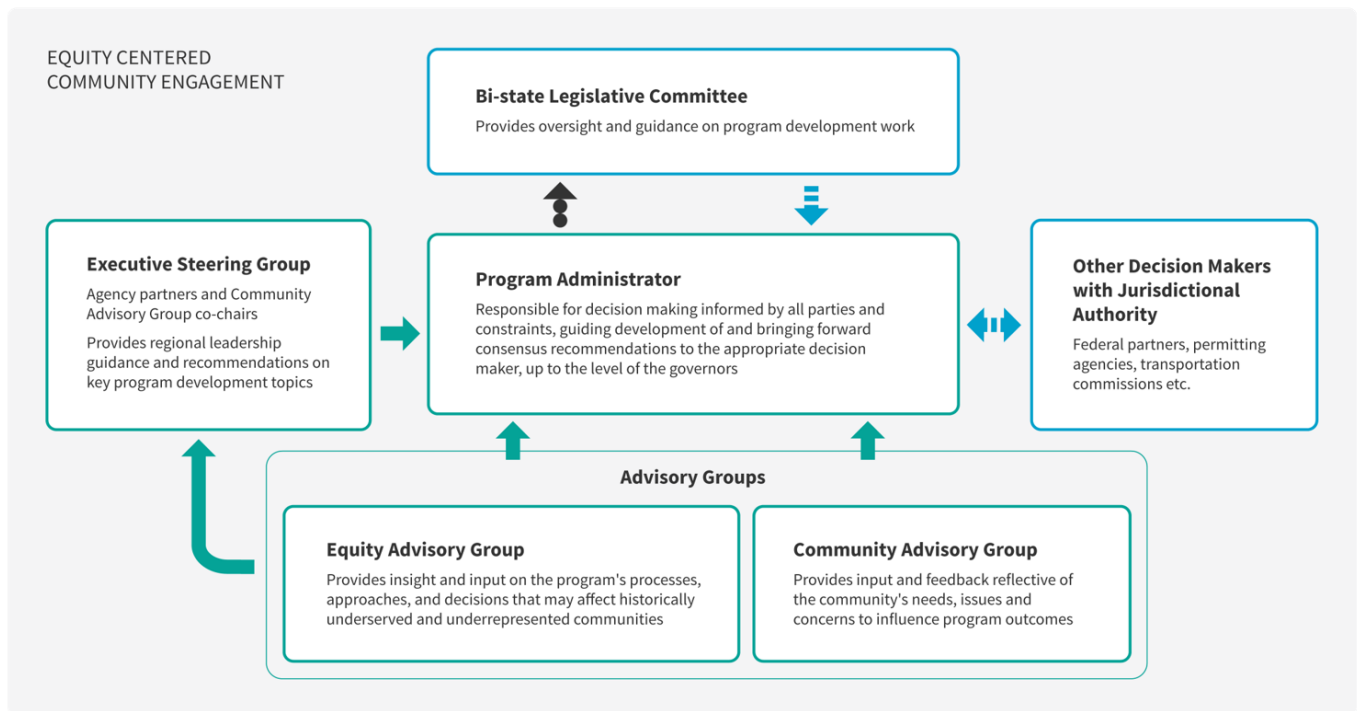 EQUITY CENTERED
COMMUNITY ENGAGEMENT
Bi-state Legislative Committee
Provides oversight and guidance on program development work
Executive Steering Group
Agency partners and Community
Advisory Group co-chairs
Provides regional leadership
guidance and recommendations on
key program development topics
Program Administrator
Responsible for decision making informed by all parties and
constraints, guiding development of and bringing forward
consensus recommendations to the appropriate decision
maker, up to the level of the governors
Other Decision Makers
with Jurisdictional
Authority
Federal partners, permitting
agencies, transportation
commissions etc.
Advisory Groups
Equity Advisory Group
Provides insight and input on the program's processes,
approaches, and decisions that may affect historically
underserved and underrepresented communities
Community Advisory Group
Provides input and feedback reflective of
the community's needs, issues and
concerns to influence program outcomes